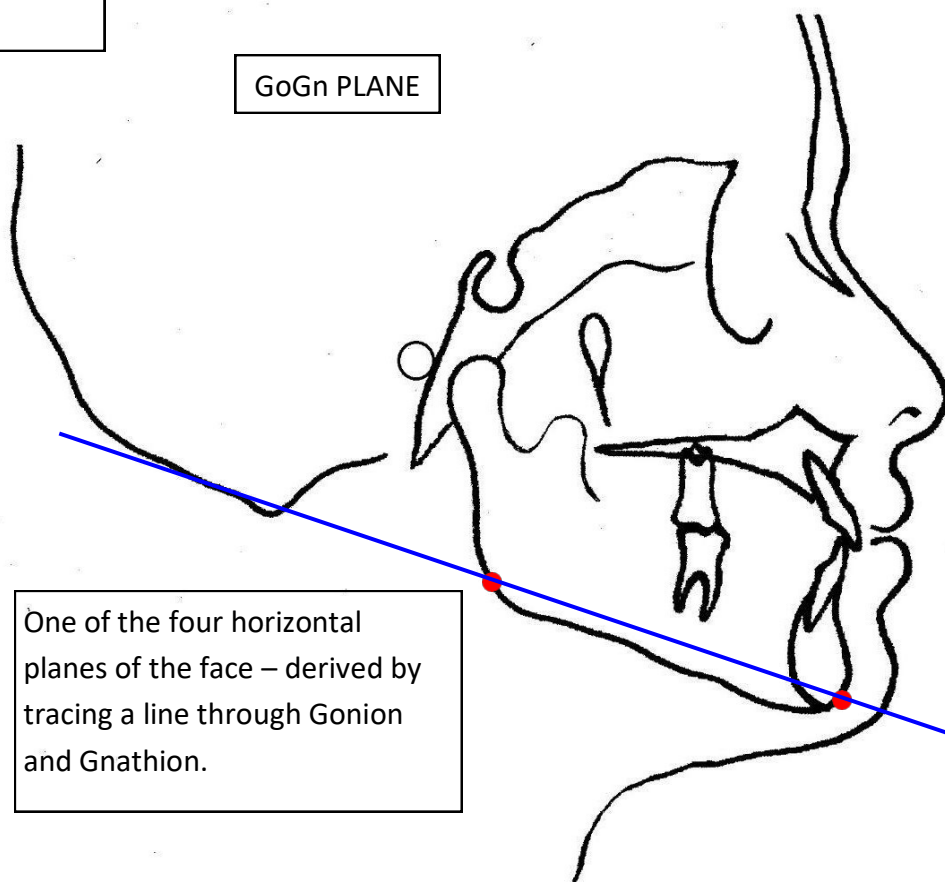 GoGn PLANE
One of the four horizontal
planes of the face – derived by
tracing a line through Gonion
and Gnathion.